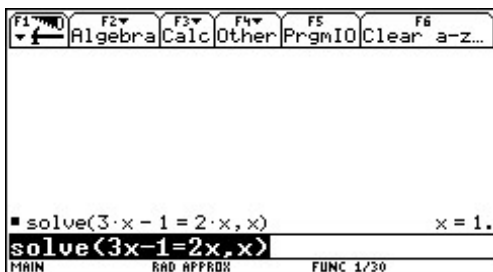 F1 F2 Algebra F3 Calc F4 Other F5 PrgmIO F6 Clear a-z…
solve(3·x - 1 = 2·x, x) x = 1.
solve(3x-1=2x,x)
MAIN RAD APPROX FUNC 1/30